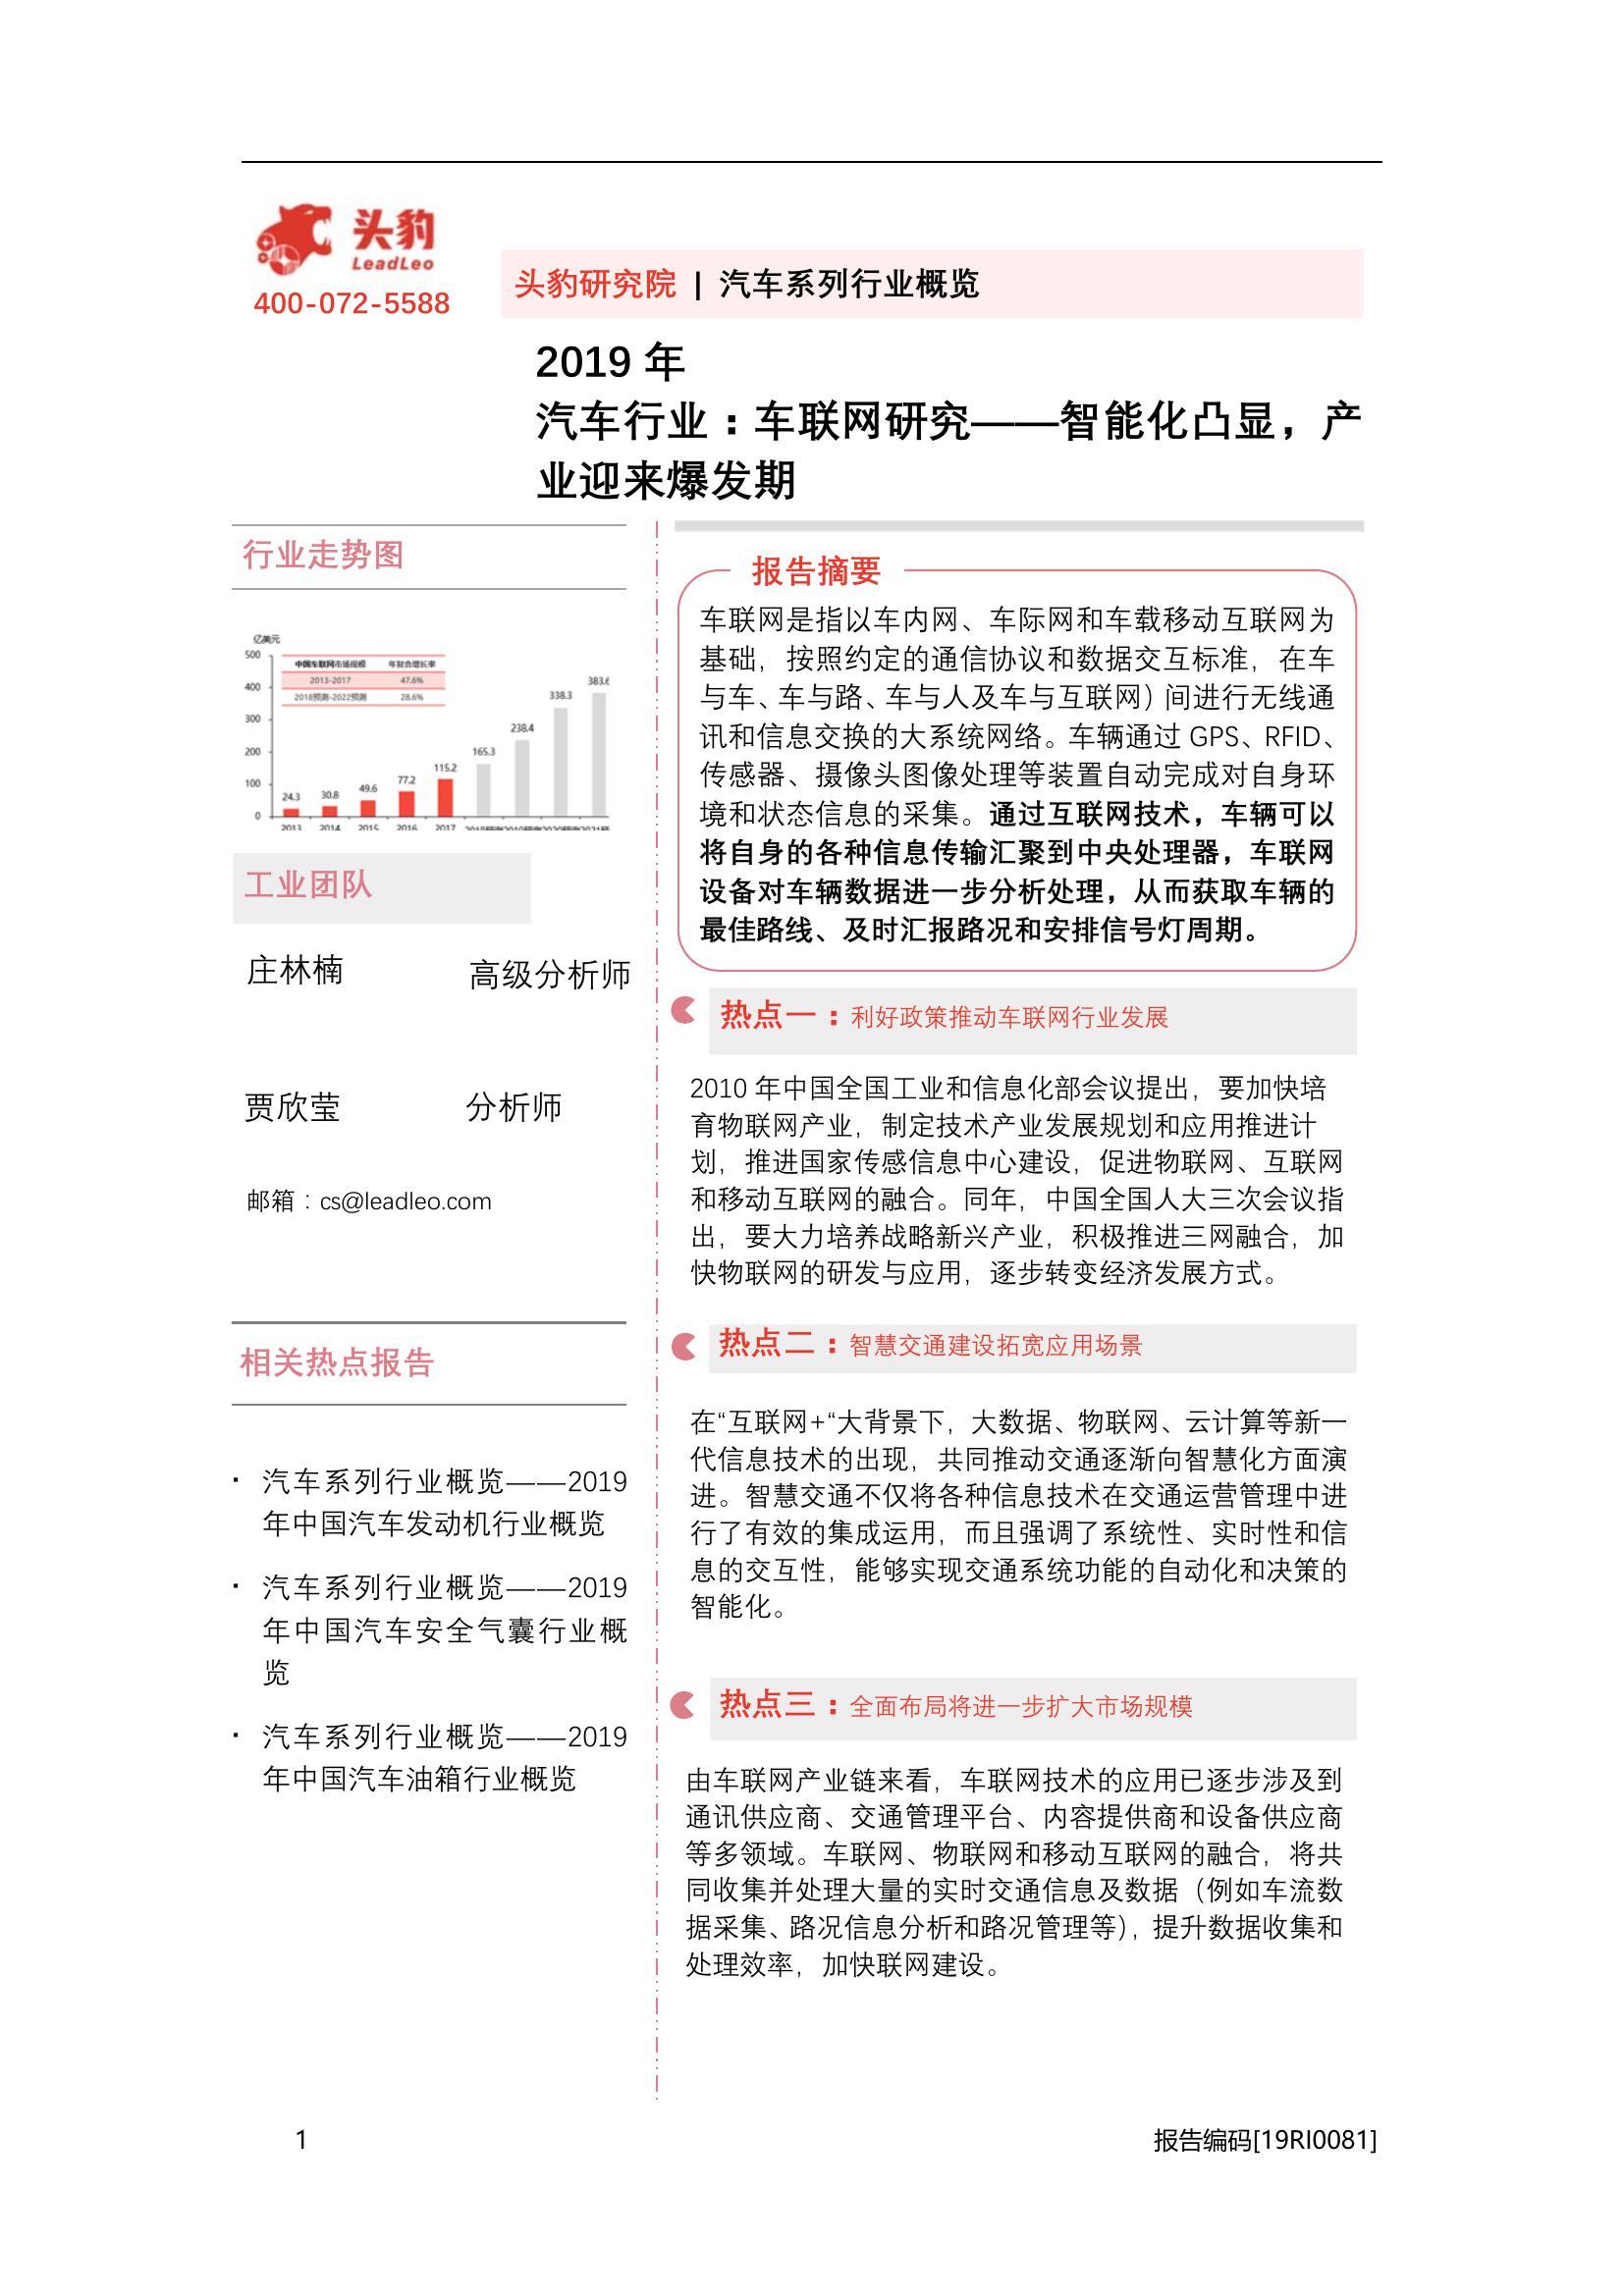 头豹
LeadLeo
400-072-5588
头豹研究院 | 汽车系列行业概览
2019 年
汽车行业：车联网研究——智能化凸显，产
业迎来爆发期
行业走势图
亿美元
中国车联网市场规模 年复合增长率
2013-2017 47.6%
2018预测-2022预测 28.6%
500
400
300
200
100
0
24.3
30.8
49.6
77.2
115.2
165.3
238.4
338.3
383.6
2013 2014 2015 2016 2017
工业团队
庄林楠 高级分析师
贾欣莹 分析师
邮箱：cs@leadleo.com
相关热点报告
· 汽车系列行业概览——2019
年中国汽车发动机行业概览
· 汽车系列行业概览——2019
年中国汽车安全气囊行业概
览
· 汽车系列行业概览——2019
年中国汽车油箱行业概览
报告摘要
车联网是指以车内网、车际网和车载移动互联网为
基础，按照约定的通信协议和数据交互标准，在车
与车、车与路、车与人及车与互联网）间进行无线通
讯和信息交换的大系统网络。车辆通过 GPS、RFID、
传感器、摄像头图像处理等装置自动完成对自身环
境和状态信息的采集。通过互联网技术，车辆可以
将自身的各种信息传输汇聚到中央处理器，车联网
设备对车辆数据进一步分析处理，从而获取车辆的
最佳路线、及时汇报路况和安排信号灯周期。
热点一：利好政策推动车联网行业发展
2010 年中国全国工业和信息化部会议提出，要加快培
育物联网产业，制定技术产业发展规划和应用推进计
划，推进国家传感信息中心建设，促进物联网、互联网
和移动互联网的融合。同年，中国全国人大三次会议指
出，要大力培养战略新兴产业，积极推进三网融合，加
快物联网的研发与应用，逐步转变经济发展方式。
热点二：智慧交通建设拓宽应用场景
在“互联网+“大背景下，大数据、物联网、云计算等新一
代信息技术的出现，共同推动交通逐渐向智慧化方面演
进。智慧交通不仅将各种信息技术在交通运营管理中进
行了有效的集成运用，而且强调了系统性、实时性和信
息的交互性，能够实现交通系统功能的自动化和决策的
智能化。
热点三：全面布局将进一步扩大市场规模
由车联网产业链来看，车联网技术的应用已逐步涉及到
通讯供应商、交通管理平台、内容提供商和设备供应商
等多领域。车联网、物联网和移动互联网的融合，将共
同收集并处理大量的实时交通信息及数据（例如车流数
据采集、路况信息分析和路况管理等），提升数据收集和
处理效率，加快联网建设。
1
报告编码[19RI0081]